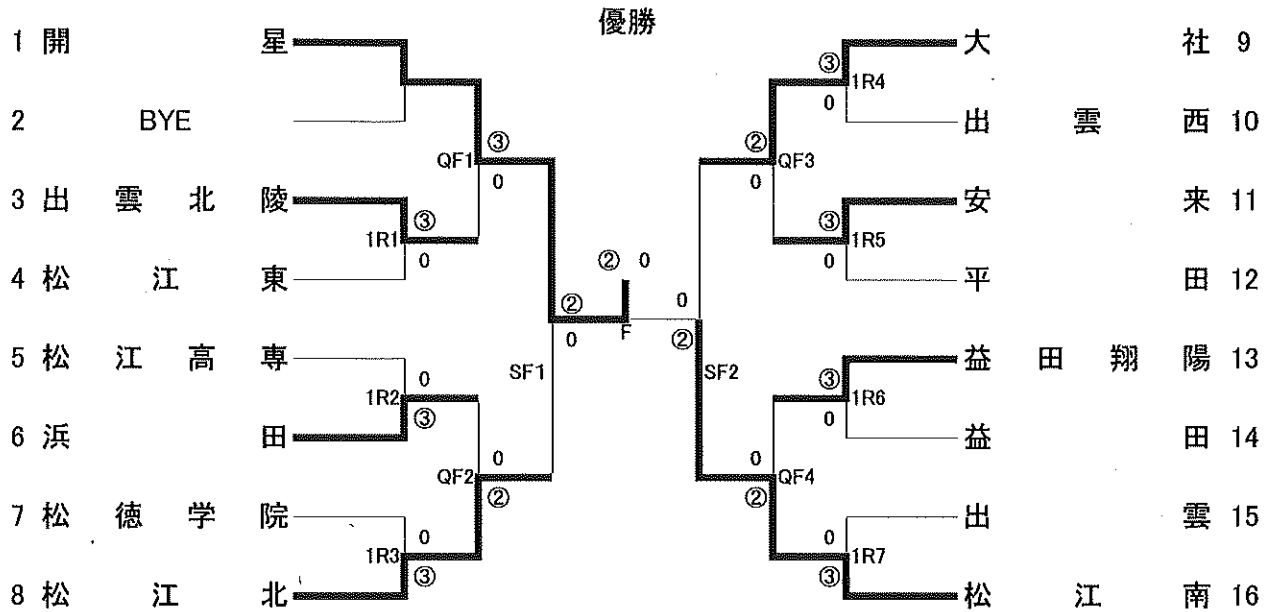 優勝
1 開星
大社 9
③
1R4
0
2 BYE
出雲西 10
③
QF1
0
②
QF3
0
3 出雲北陵
③
1R1
0
安来 11
③
1R5
0
4 松江東
平田 12
② 0
F
②
0
SF1
0
②
SF2
5 松江高専
0
1R2
③
益田翔陽 13
③
1R6
0
6 浜田
益田 14
0
QF2
②
0
QF4
②
7 松徳学院
0
1R3
③
出雲 15
0
1R7
③
8 松江北
松江南 16